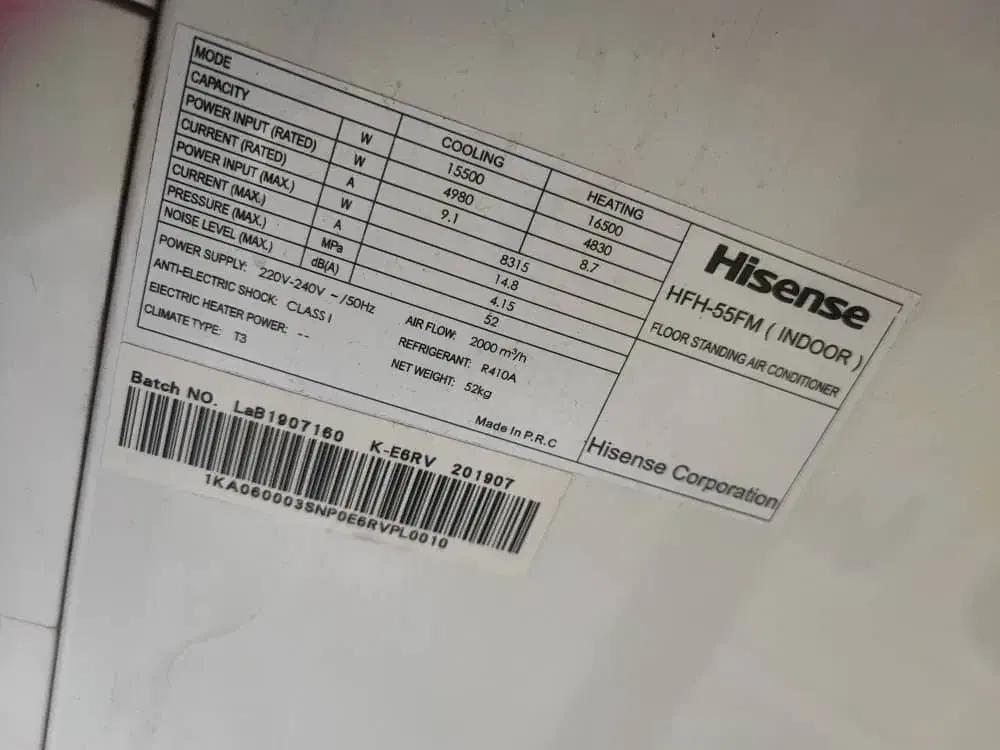 MODE COOLING HEATING
CAPACITY W 15500 16500
POWER INPUT (RATED) W 4980 4830
CURRENT (RATED) A 9.1 8.7
POWER INPUT (MAX.) W 8315
CURRENT (MAX.) A 14.8
PRESSURE (MAX.) MPa 4.15
NOISE LEVEL (MAX.) dB(A) 52
POWER SUPPLY: 220V-240V ~/50Hz AIR FLOW: 2000 m³/h
ANTI-ELECTRIC SHOCK: CLASS I REFRIGERANT: R410A
EIECTRIC HEATER POWER: -- NET WEIGHT: 52kg
CLIMATE TYPE: T3
Made In P.R.C
Hisense
HFH-55FM ( INDOOR )
FLOOR STANDING AIR CONDITIONER
Hisense Corporation
Batch NO. LaB1907160 K-E6RV 201907
1KA060003SNP0E6RVPL0010